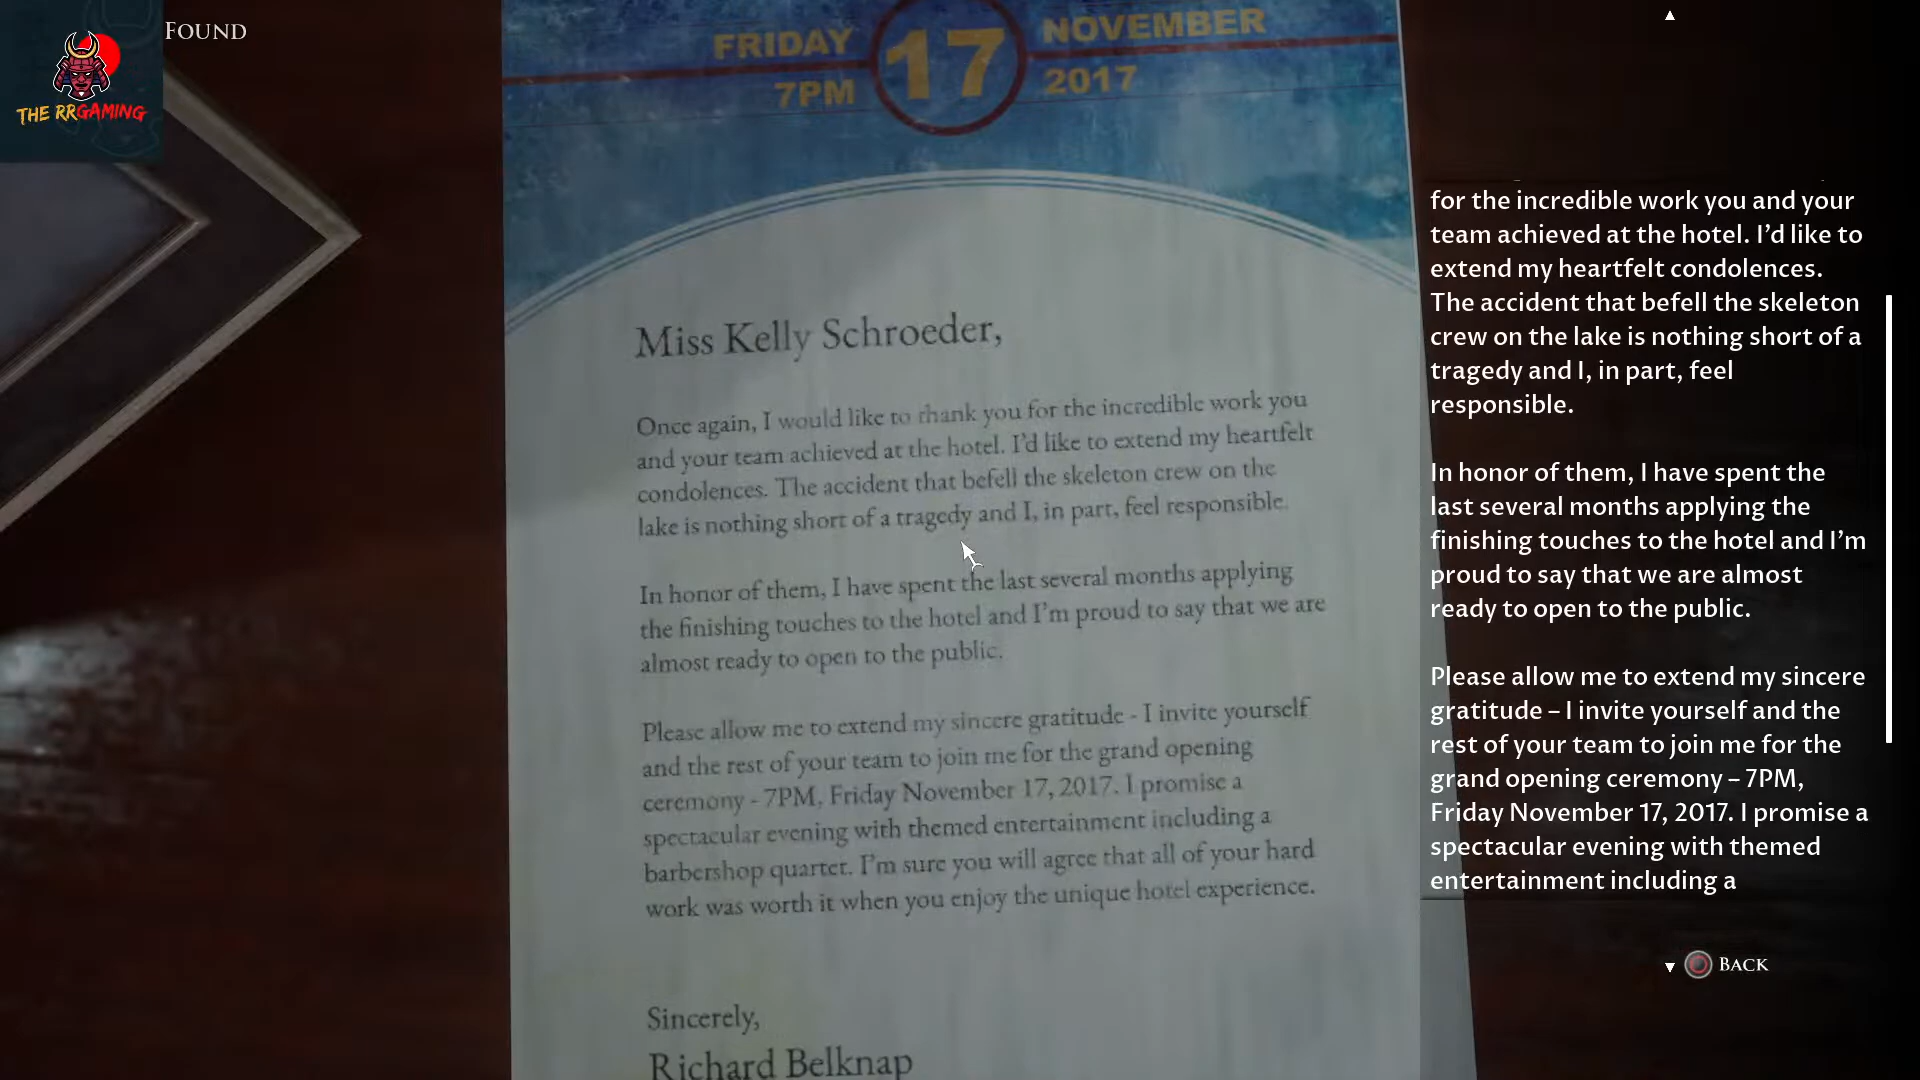 FOUND
THE RRGAMING
FRIDAY 17 NOVEMBER
7PM 2017
Miss Kelly Schroeder,
Once again, I would like to thank you for the incredible work you
and your team achieved at the hotel. I'd like to extend my heartfelt
condolences. The accident that befell the skeleton crew on the
lake is nothing short of a tragedy and I, in part, feel responsible.
In honor of them, I have spent the last several months applying
the finishing touches to the hotel and I'm proud to say that we are
almost ready to open to the public.
Please allow me to extend my sincere gratitude - I invite yourself
and the rest of your team to join me for the grand opening
ceremony - 7PM, Friday November 17, 2017. I promise a
spectacular evening with themed entertainment including a
barbershop quartet. I'm sure you will agree that all of your hard
work was worth it when you enjoy the unique hotel experience.
Sincerely,
Richard Belknap
for the incredible work you and your
team achieved at the hotel. I'd like to
extend my heartfelt condolences.
The accident that befell the skeleton
crew on the lake is nothing short of a
tragedy and I, in part, feel
responsible.
In honor of them, I have spent the
last several months applying the
finishing touches to the hotel and I'm
proud to say that we are almost
ready to open to the public.
Please allow me to extend my sincere
gratitude – I invite yourself and the
rest of your team to join me for the
grand opening ceremony – 7PM,
Friday November 17, 2017. I promise a
spectacular evening with themed
entertainment including a
BACK